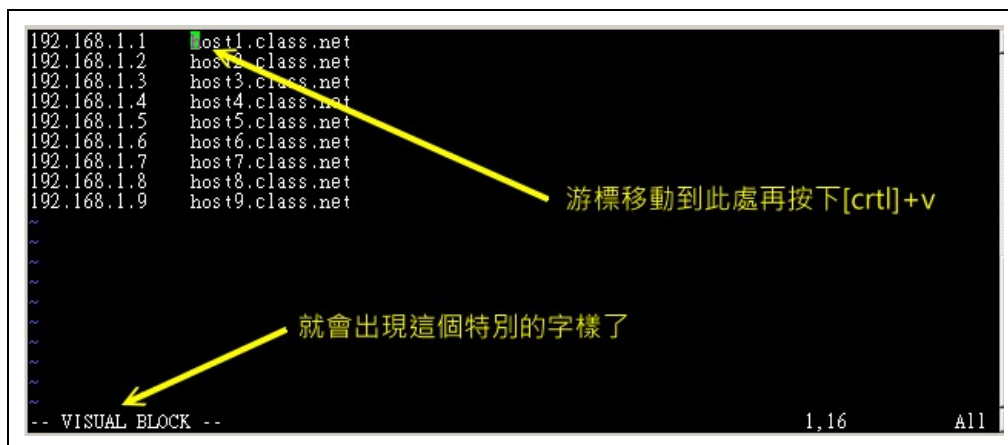 192.168.1.1 host1.class.net
192.168.1.2 host2.class.net
192.168.1.3 host3.class.net
192.168.1.4 host4.class.net
192.168.1.5 host5.class.net
192.168.1.6 host6.class.net
192.168.1.7 host7.class.net
192.168.1.8 host8.class.net
192.168.1.9 host9.class.net
游標移動到此處再按下[crtl]+v
~
~
~
~
~
就會出現這個特別的字樣了
~
~
~
~
~
-- VISUAL BLOCK -- 1,16 All